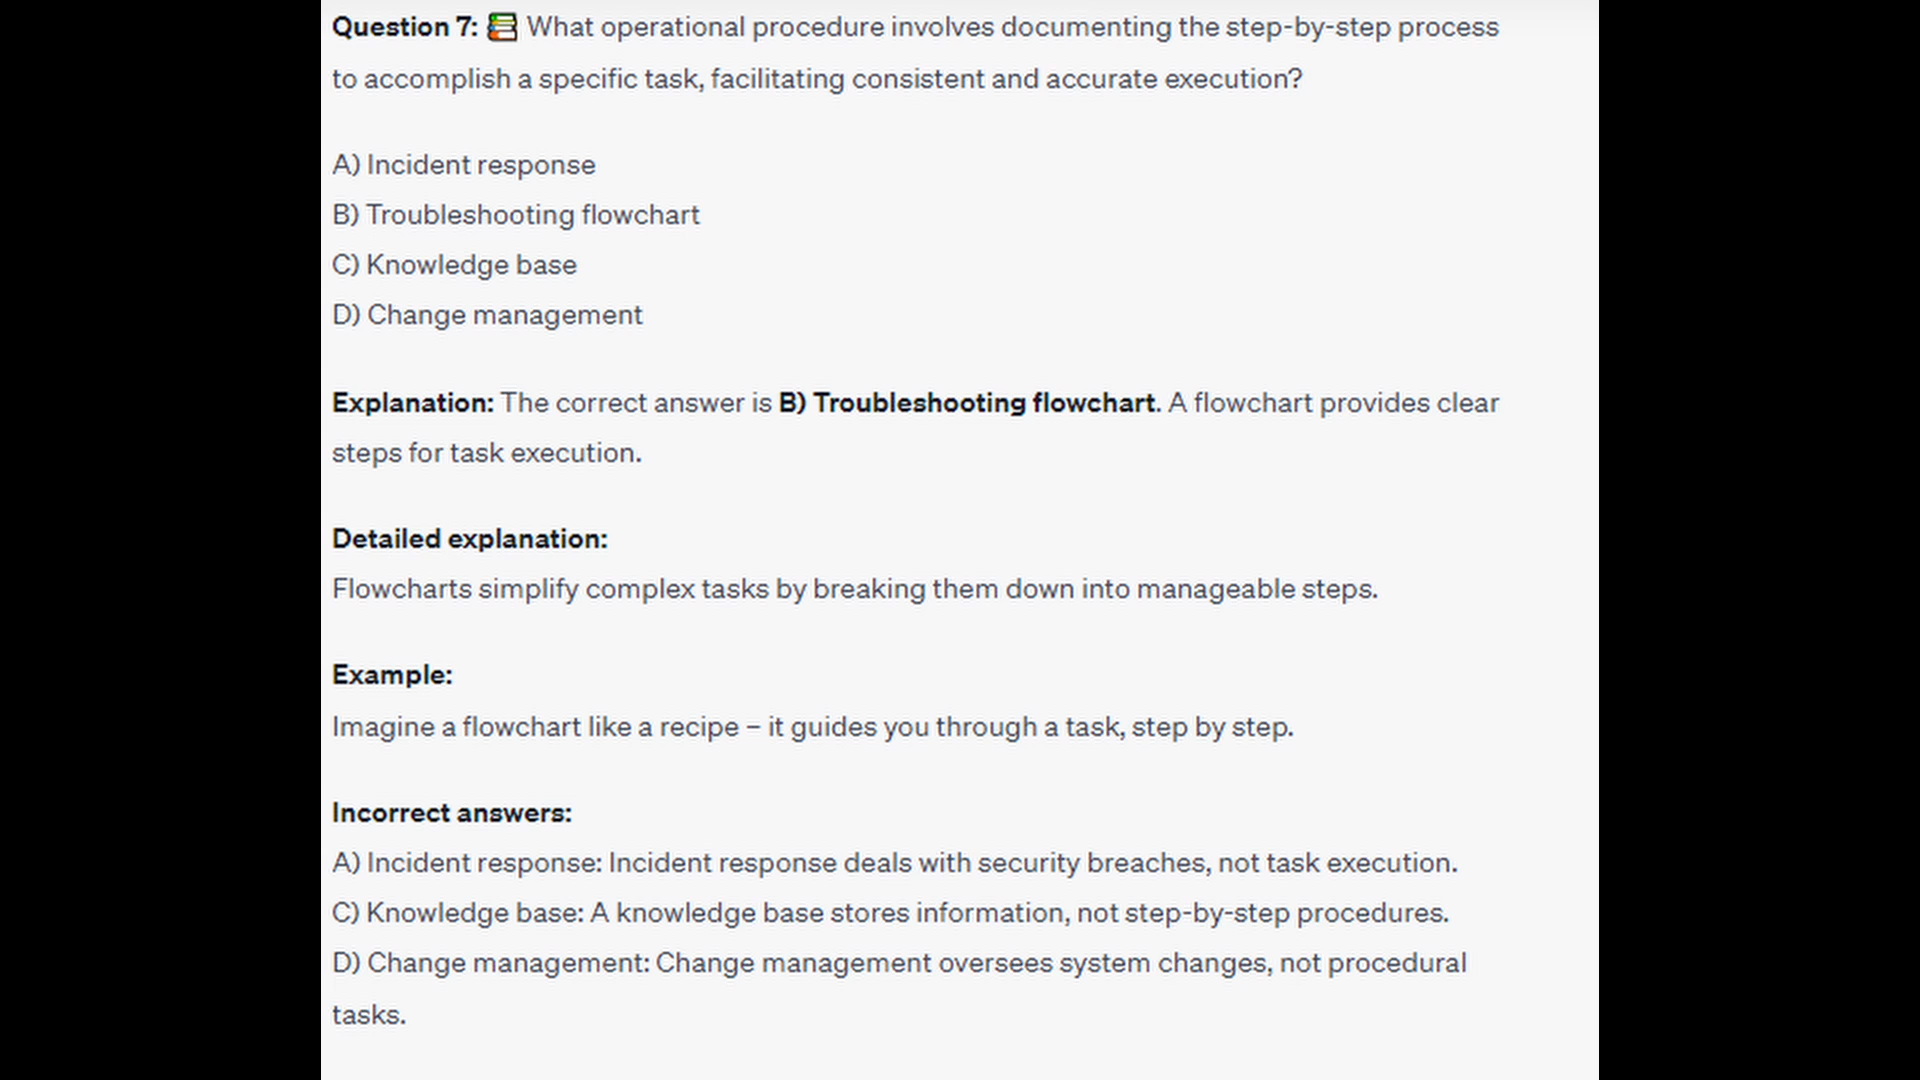 Question 7: 📚 What operational procedure involves documenting the step-by-step process
to accomplish a specific task, facilitating consistent and accurate execution?
A) Incident response
B) Troubleshooting flowchart
C) Knowledge base
D) Change management
Explanation: The correct answer is B) Troubleshooting flowchart. A flowchart provides clear
steps for task execution.
Detailed explanation:
Flowcharts simplify complex tasks by breaking them down into manageable steps.
Example:
Imagine a flowchart like a recipe – it guides you through a task, step by step.
Incorrect answers:
A) Incident response: Incident response deals with security breaches, not task execution.
C) Knowledge base: A knowledge base stores information, not step-by-step procedures.
D) Change management: Change management oversees system changes, not procedural
tasks.